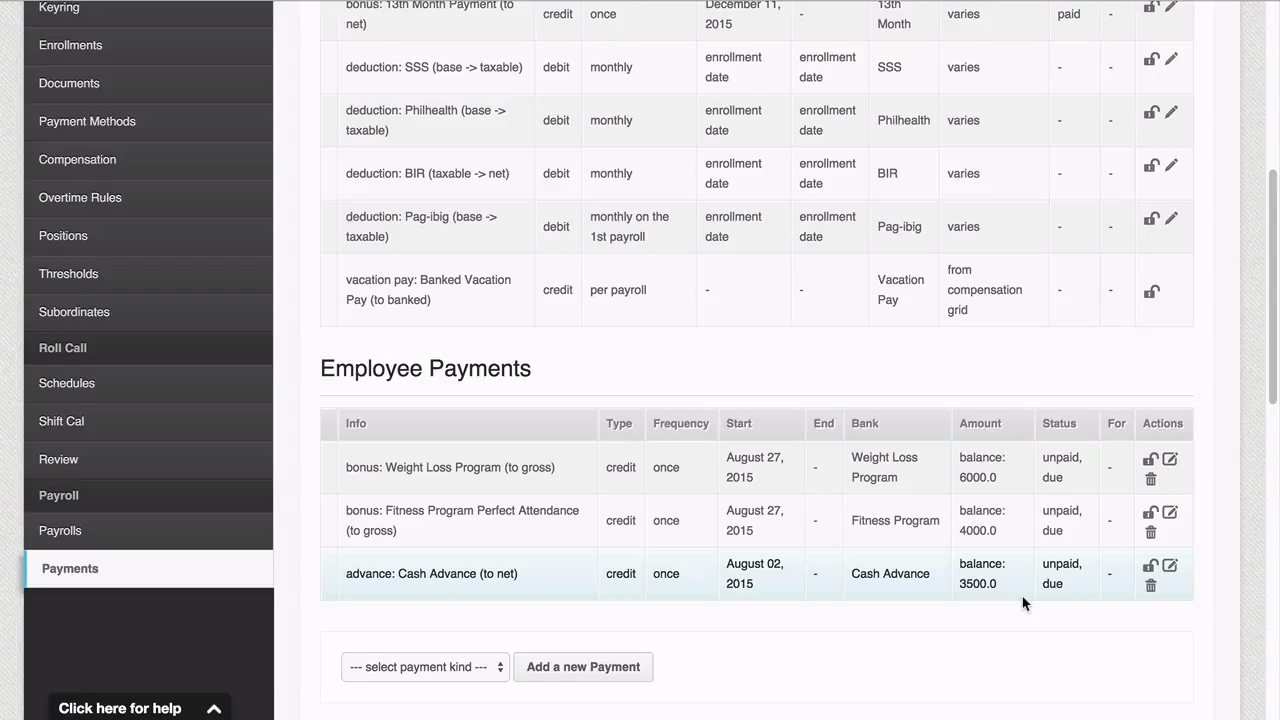 Keyring
Enrollments
Documents
Payment Methods
Compensation
Overtime Rules
Positions
Thresholds
Subordinates
Roll Call
Schedules
Shift Cal
Review
Payroll
Payrolls
Payments
Click here for help
bonus: 13th Month Payment (to
net)
credit
once
December 11,
2015
-
13th
Month
varies
paid
-
deduction: SSS (base -> taxable)
debit
monthly
enrollment
date
enrollment
date
SSS
varies
-
-
deduction: Philhealth (base ->
taxable)
debit
monthly
enrollment
date
enrollment
date
Philhealth
varies
-
-
deduction: BIR (taxable -> net)
debit
monthly
enrollment
date
enrollment
date
BIR
varies
-
-
deduction: Pag-ibig (base ->
taxable)
debit
monthly on the
1st payroll
enrollment
date
enrollment
date
Pag-ibig
varies
-
-
vacation pay: Banked Vacation
Pay (to banked)
credit
per payroll
-
-
Vacation
Pay
from
compensation
grid
-
-
Employee Payments
Info Type Frequency Start End Bank Amount Status For Actions
bonus: Weight Loss Program (to gross)
credit
once
August 27,
2015
-
Weight Loss
Program
balance:
6000.0
unpaid,
due
-
bonus: Fitness Program Perfect Attendance
(to gross)
credit
once
August 27,
2015
-
Fitness Program
balance:
4000.0
unpaid,
due
-
advance: Cash Advance (to net)
credit
once
August 02,
2015
-
Cash Advance
balance:
3500.0
unpaid,
due
-
--- select payment kind ---
Add a new Payment